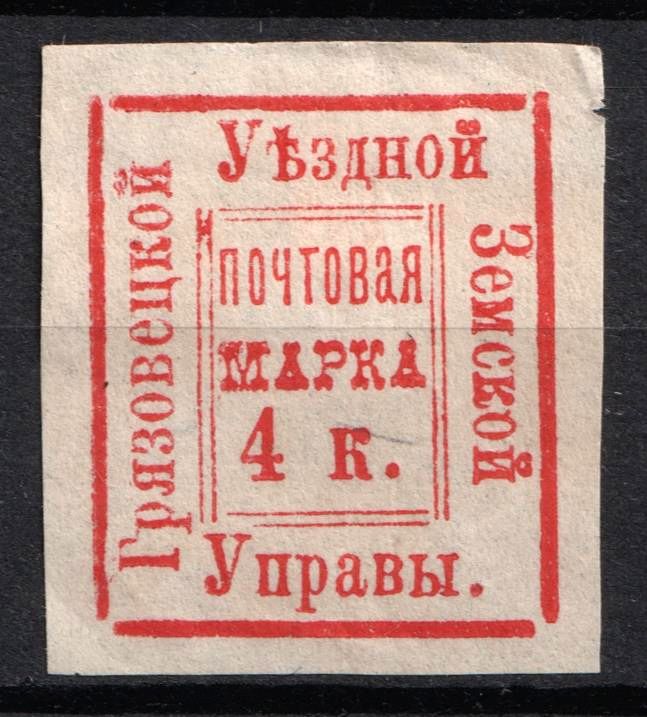 Грязовецкой
Уѣздной
Земской
Управы.
ПОЧТОВАЯ
МАРКА
4 к.